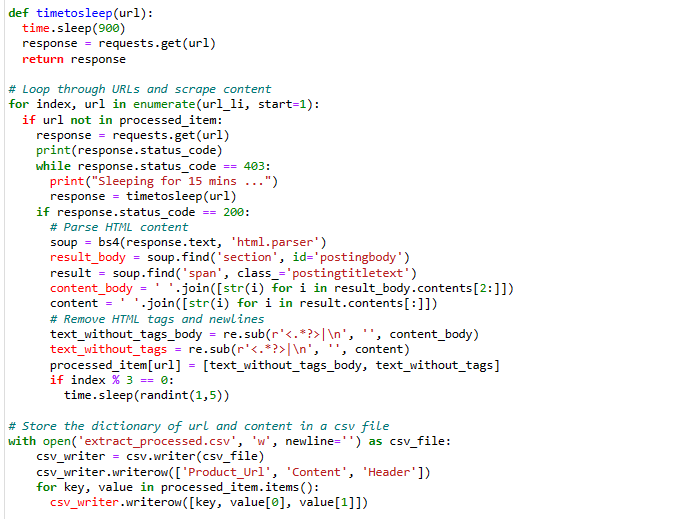 def timetosleep(url):
  time.sleep(900)
  response = requests.get(url)
  return response

# Loop through URLs and scrape content
for index, url in enumerate(url_li, start=1):
  if url not in processed_item:
    response = requests.get(url)
    print(response.status_code)
    while response.status_code == 403:
      print("Sleeping for 15 mins ...")
      response = timetosleep(url)
    if response.status_code == 200:
      # Parse HTML content
      soup = bs4(response.text, 'html.parser')
      result_body = soup.find('section', id='postingbody')
      result = soup.find('span', class_='postingtitletext')
      content_body = ' '.join([str(i) for i in result_body.contents[2:]])
      content = ' '.join([str(i) for i in result.contents[:]])
      # Remove HTML tags and newlines
      text_without_tags_body = re.sub(r'<.*?>|\n', '', content_body)
      text_without_tags = re.sub(r'<.*?>|\n', '', content)
      processed_item[url] = [text_without_tags_body, text_without_tags]
      if index % 3 == 0:
        time.sleep(randint(1,5))

# Store the dictionary of url and content in a csv file
with open('extract_processed.csv', 'w', newline='') as csv_file:
    csv_writer = csv.writer(csv_file)
    csv_writer.writerow(['Product_Url', 'Content', 'Header'])
    for key, value in processed_item.items():
      csv_writer.writerow([key, value[0], value[1]])